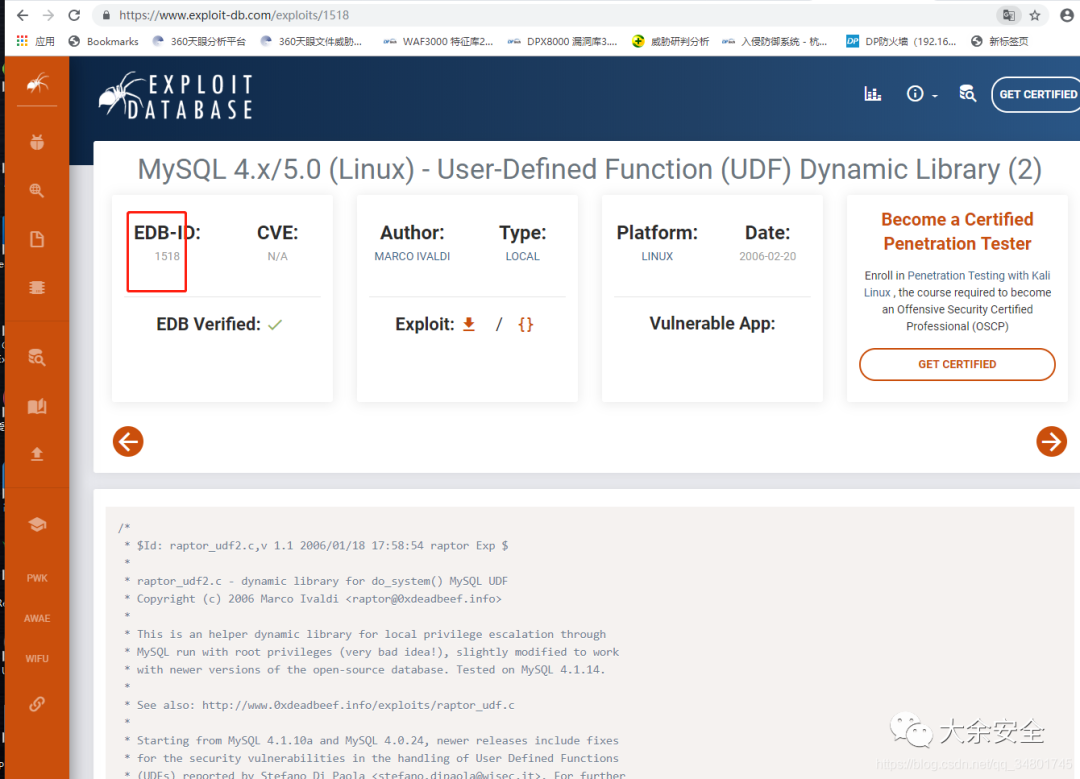 https://www.exploit-db.com/exploits/1518
应用
Bookmarks
360天眼分析平台
360天眼文件威胁...
WAF3000 特征库2...
DPX8000 漏洞库3....
威胁研判分析
入侵防御系统 - 杭...
DP防火墙（192.16...
新标签页
EXPLOIT
DATABASE
GET CERTIFIED
MySQL 4.x/5.0 (Linux) - User-Defined Function (UDF) Dynamic Library (2)
EDB-ID:
1518
CVE:
N/A
EDB Verified:
Author:
MARCO IVALDI
Type:
LOCAL
Exploit: / {}
Platform:
LINUX
Date:
2006-02-20
Vulnerable App:
Become a Certified
Penetration Tester
Enroll in Penetration Testing with Kali
Linux , the course required to become
an Offensive Security Certified
Professional (OSCP)
GET CERTIFIED
PWK
AWAE
WIFU
/*
* $Id: raptor_udf2.c,v 1.1 2006/01/18 17:58:54 raptor Exp $
*
* raptor_udf2.c - dynamic library for do_system() MySQL UDF
* Copyright (c) 2006 Marco Ivaldi <raptor@0xdeadbeef.info>
*
* This is an helper dynamic library for local privilege escalation through
* MySQL run with root privileges (very bad idea!), slightly modified to work
* with newer versions of the open-source database. Tested on MySQL 4.1.14.
*
* See also: http://www.0xdeadbeef.info/exploits/raptor_udf.c
*
* Starting from MySQL 4.1.10a and MySQL 4.0.24, newer releases include fixes
* for the security vulnerabilities in the handling of User Defined Functions
* (UDFs) reported by Stefano Di Paola <stefano.dipaola@wisec.it>. For further
大余安全
https://blog.csdn.net/qq_34801745